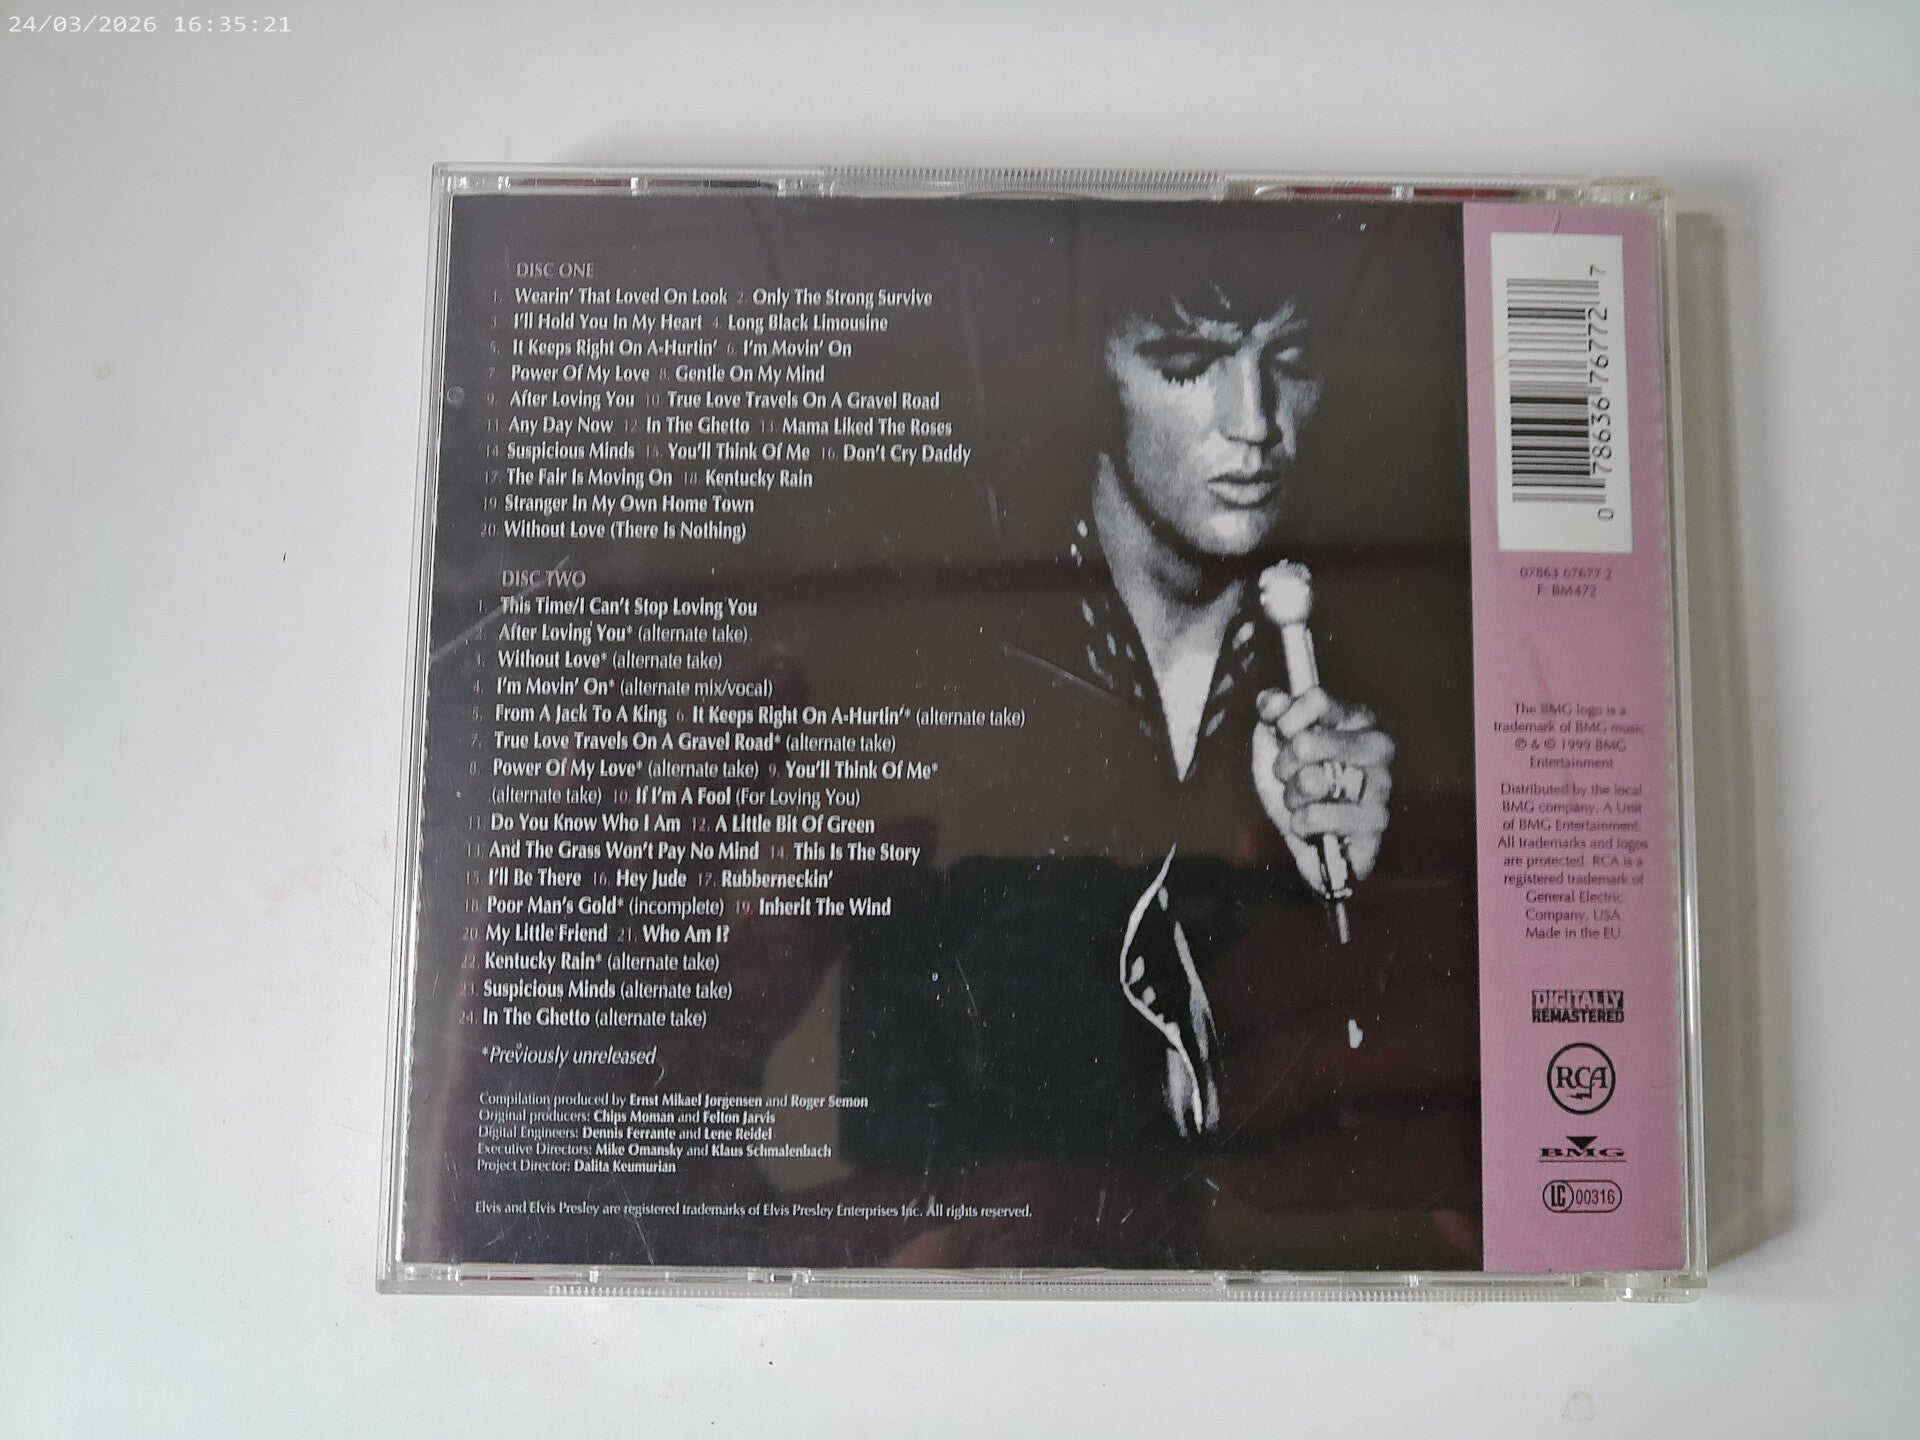 24/03/2026 16:35:21
DISC ONE
1. Wearin' That Loved On Look 2. Only The Strong Survive
3. I'll Hold You In My Heart 4. Long Black Limousine
5. It Keeps Right On A-Hurtin' 6. I'm Movin' On
7. Power Of My Love 8. Gentle On My Mind
9. After Loving You 10. True Love Travels On A Gravel Road
11. Any Day Now 12. In The Ghetto 13. Mama Liked The Roses
14. Suspicious Minds 15. You'll Think Of Me 16. Don't Cry Daddy
17. The Fair Is Moving On 18. Kentucky Rain
19. Stranger In My Own Home Town
20. Without Love (There Is Nothing)
DISC TWO
1. This Time/I Can't Stop Loving You
2. After Loving You* (alternate take)
3. Without Love* (alternate take)
4. I'm Movin' On* (alternate mix/vocal)
5. From A Jack To A King 6. It Keeps Right On A-Hurtin'* (alternate take)
7. True Love Travels On A Gravel Road* (alternate take)
8. Power Of My Love* (alternate take) 9. You'll Think Of Me*
(alternate take) 10. If I'm A Fool (For Loving You)
11. Do You Know Who I Am 12. A Little Bit Of Green
13. And The Grass Won't Pay No Mind 14. This Is The Story
15. I'll Be There 16. Hey Jude 17. Rubberneckin'
18. Poor Man's Gold* (incomplete) 19. Inherit The Wind
20. My Little Friend 21. Who Am I?
22. Kentucky Rain* (alternate take)
23. Suspicious Minds (alternate take)
24. In The Ghetto (alternate take)
*Previously unreleased
Compilation produced by Ernst Mikael Jorgensen and Roger Semon
Original producers: Chips Moman and Felton Jarvis
Digital Engineers: Dennis Ferrante and Lene Reidel
Executive Directors: Mike Omansky and Klaus Schmalenbach
Project Director: Dalita Keumurian
Elvis and Elvis Presley are registered trademarks of Elvis Presley Enterprises Inc. All rights reserved.
0 78636 76772 7
07863 67677 2
F: BM472
The BMG logo is a
trademark of BMG music
℗ & © 1999 BMG
Entertainment
Distributed by the local
BMG company. A Unit
of BMG Entertainment.
All trademarks and logos
are protected. RCA is a
registered trademark of
General Electric
Company, USA.
Made in the EU.
DIGITALLY
REMASTERED
RCA
BMG
LC 00316